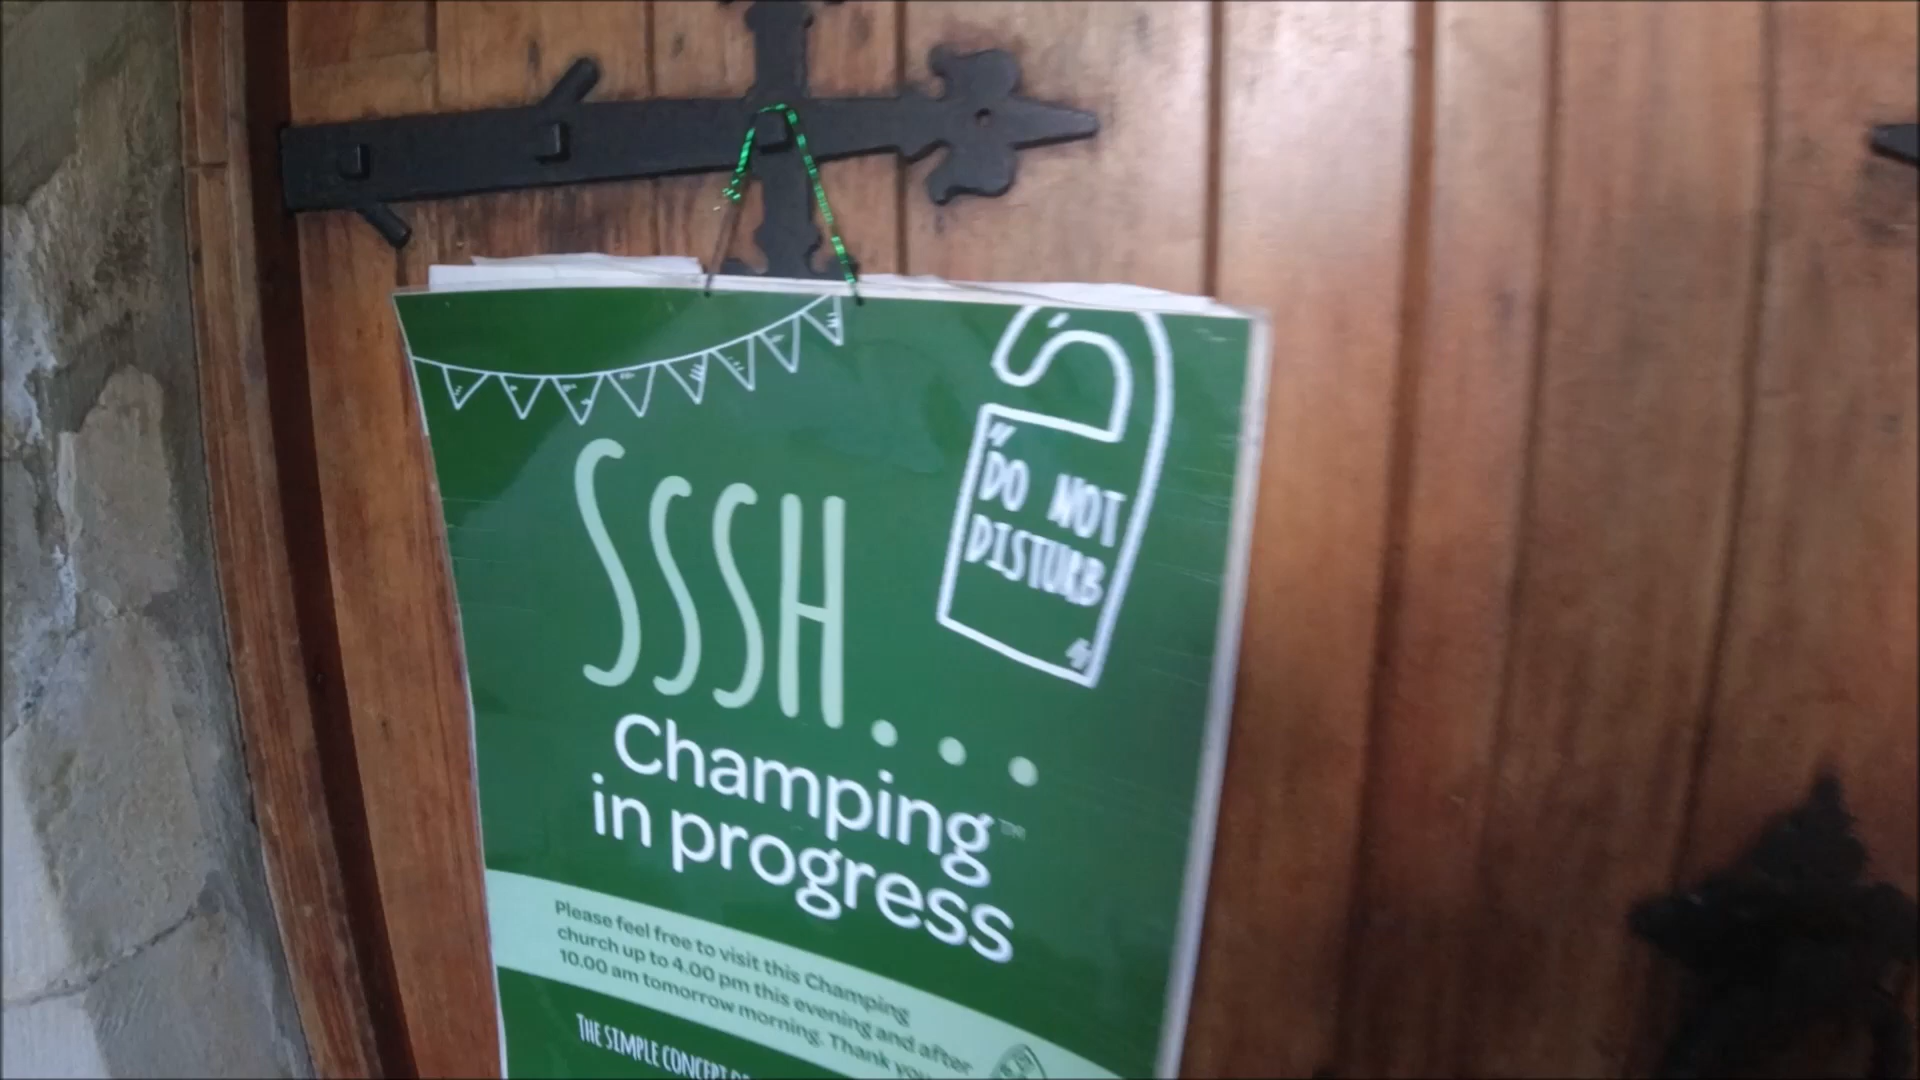 "DO NOT
DISTURB"
SSSH...
Champing™
in progress
Please feel free to visit this Champing
church up to 4.00 pm this evening and after
10.00 am tomorrow morning. Thank you
THE SIMPLE CONCEPT